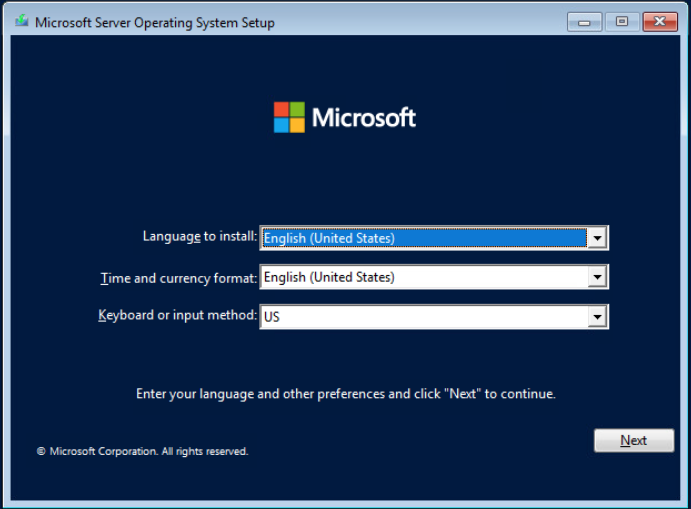 Microsoft Server Operating System Setup
Microsoft
Language to install: English (United States)
Time and currency format: English (United States)
Keyboard or input method: US
Enter your language and other preferences and click "Next" to continue.
Next
© Microsoft Corporation. All rights reserved.